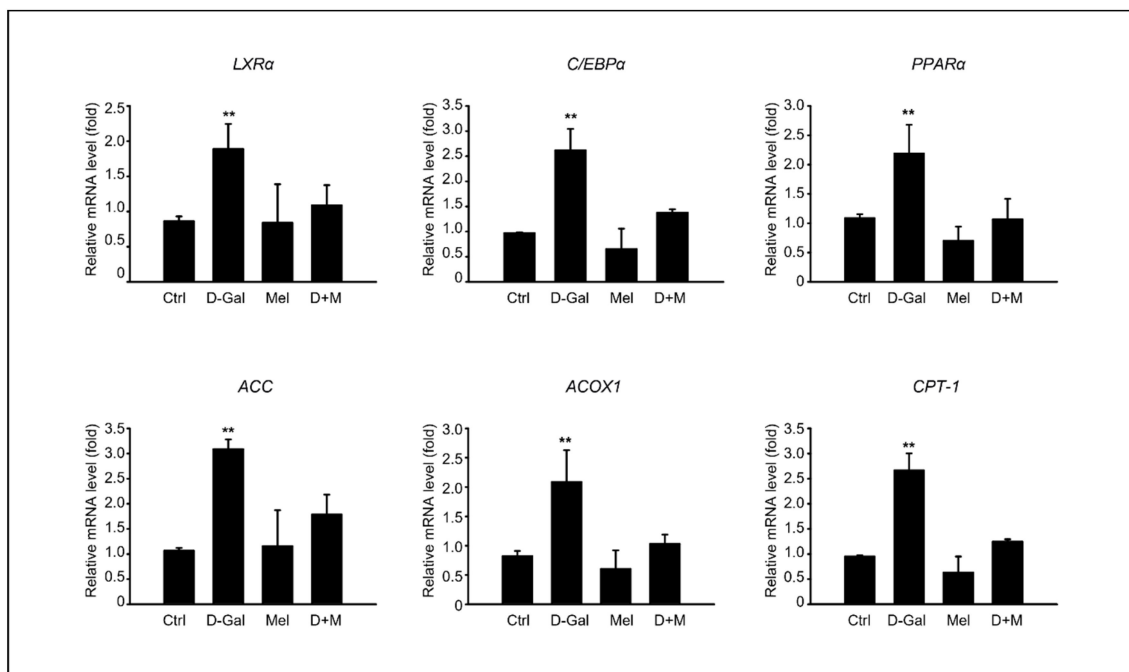 LXRα
C/EBPα
PPARα
Relative mRNA level (fold)
2.5
2.0
1.5
1.0
0.5
0
Ctrl D-Gal Mel D+M
**
Relative mRNA level (fold)
3.5
3.0
2.5
2.0
1.5
1.0
0.5
0
Ctrl D-Gal Mel D+M
**
Relative mRNA level (fold)
3.0
2.5
2.0
1.5
1.0
0.5
0
Ctrl D-Gal Mel D+M
**
ACC
ACOX1
CPT-1
Relative mRNA level (fold)
3.5
3.0
2.5
2.0
1.5
1.0
0.5
0
Ctrl D-Gal Mel D+M
**
Relative mRNA level (fold)
3.0
2.5
2.0
1.5
1.0
0.5
0
Ctrl D-Gal Mel D+M
**
Relative mRNA level (fold)
3.5
3.0
2.5
2.0
1.5
1.0
0.5
0
Ctrl D-Gal Mel D+M
**